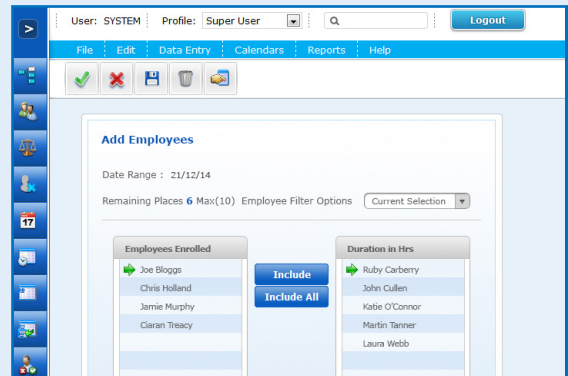 User: SYSTEM Profile: Super User Logout
File Edit Data Entry Calendars Reports Help
Add Employees
Date Range : 21/12/14
Remaining Places 6 Max(10) Employee Filter Options Current Selection
Employees Enrolled Duration in Hrs
Joe Bloggs Include Ruby Carberry
Chris Holland Include All John Cullen
Jamie Murphy Katie O'Connor
Ciaran Treacy Martin Tanner
Laura Webb
17